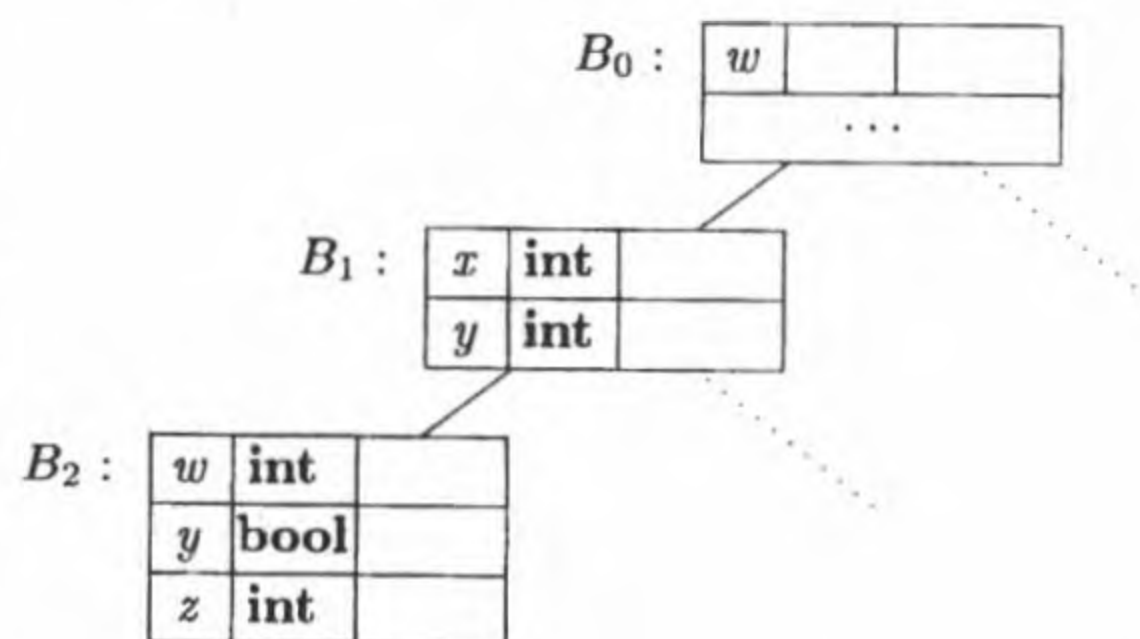 B₀ : w
...
B₁ : x int
y int
B₂ : w int
y bool
z int